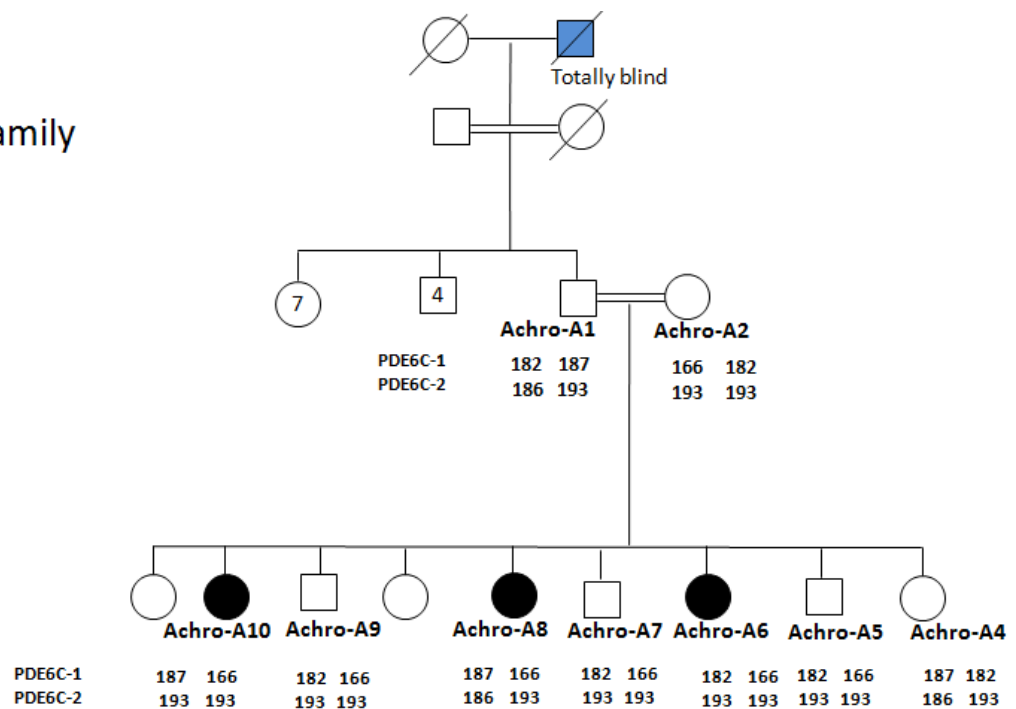 Totally blind
amily
7
4
Achro-A1 Achro-A2
PDE6C-1 182 187 166 182
PDE6C-2 186 193 193 193
Achro-A10 Achro-A9 Achro-A8 Achro-A7 Achro-A6 Achro-A5 Achro-A4
PDE6C-1 187 166 182 166 187 166 182 166 182 166 182 166 187 182
PDE6C-2 193 193 193 193 186 193 193 193 193 193 193 193 186 193